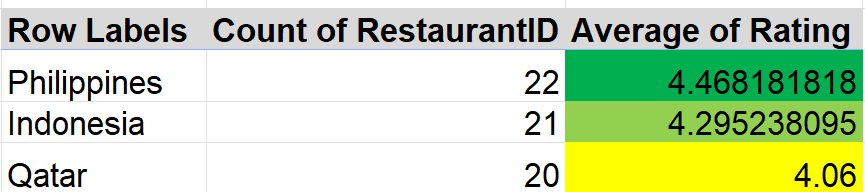 Row Labels Count of RestaurantID Average of Rating
Philippines 22 4.468181818
Indonesia 21 4.295238095
Qatar 20 4.06